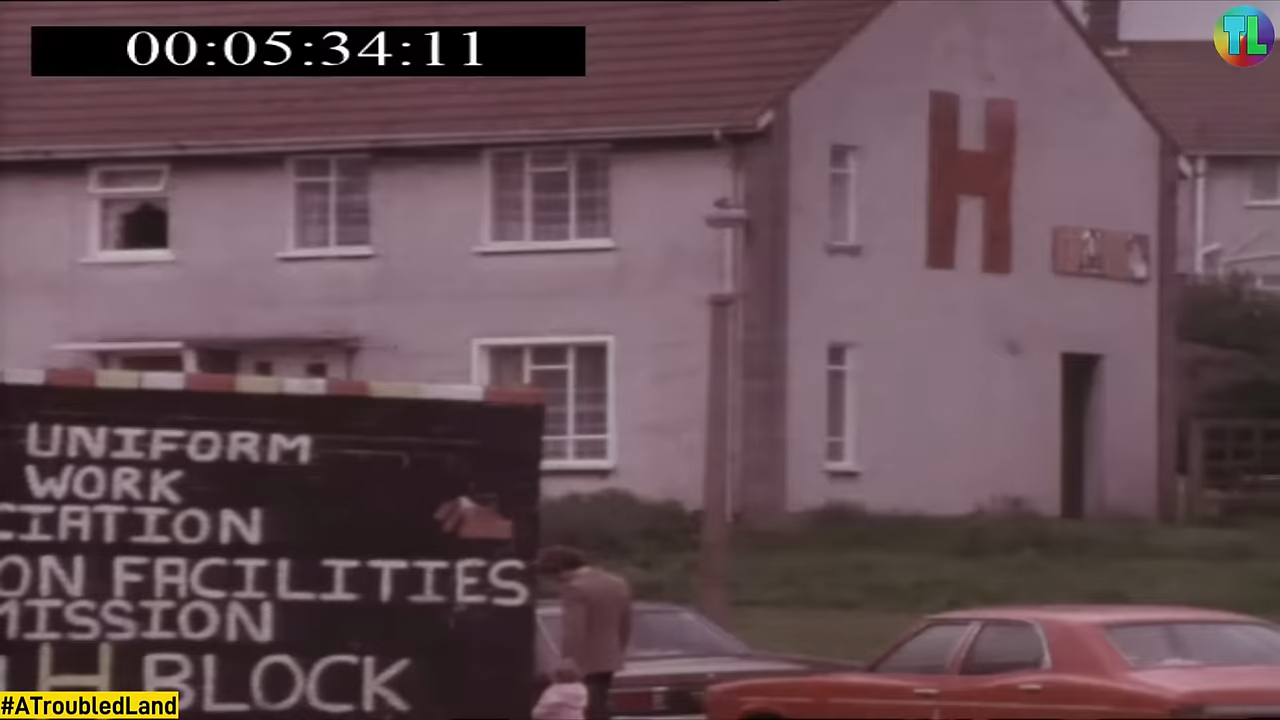 00:05:34:11
TL
H
UNIFORM
WORK
CIATION
ON FACILITIES
MISSION
H BLOCK
#ATroubledLand